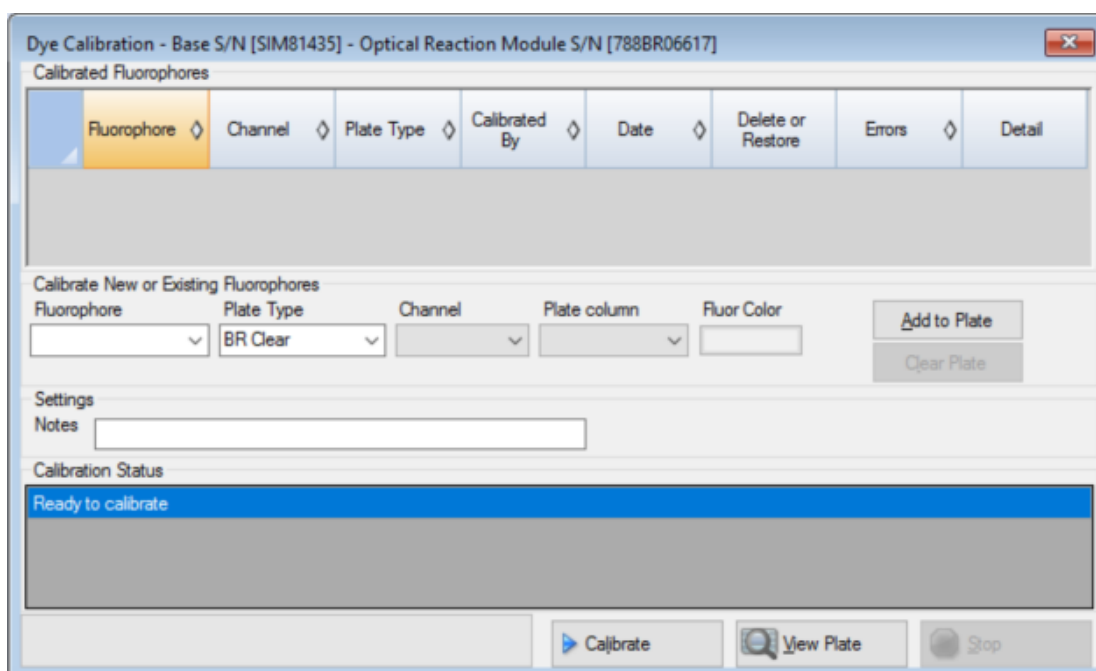 Dye Calibration - Base S/N [SIM81435] - Optical Reaction Module S/N [788BR06617]
Calibrated Fluorophores
Fluorophore Channel Plate Type Calibrated By Date Delete or Restore Errors Detail
Calibrate New or Existing Fluorophores
Fluorophore Plate Type Channel Plate column Fluor Color
BR Clear
Add to Plate
Clear Plate
Settings
Notes
Calibration Status
Ready to calibrate
Calibrate View Plate Stop